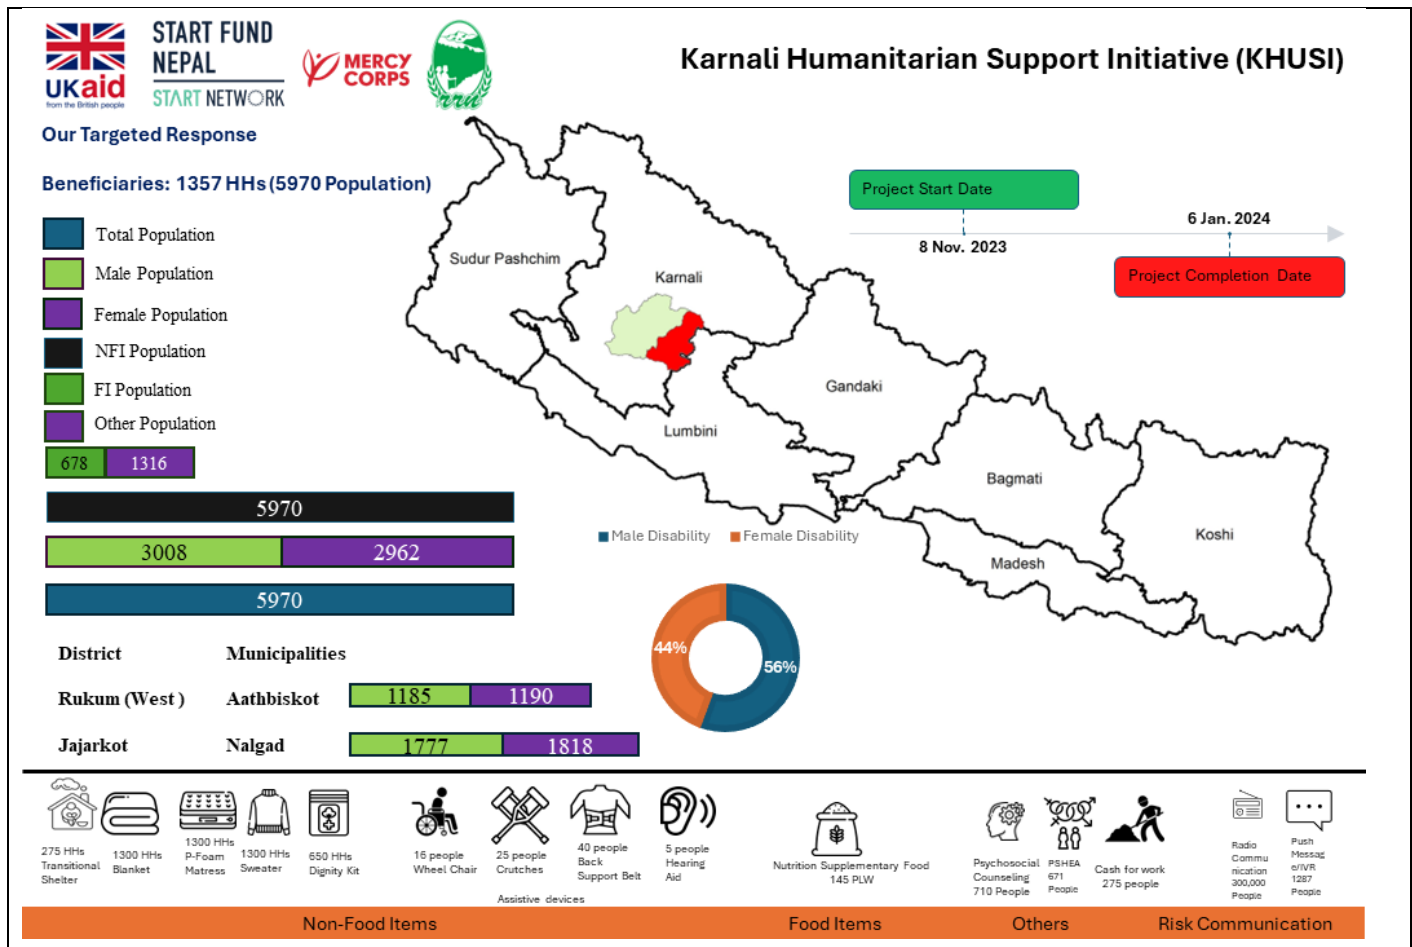 UKaid
from the British people
START FUND
NEPAL
START NETWORK
MERCY
CORPS
rrn
Karnali Humanitarian Support Initiative (KHUSI)
Our Targeted Response
Beneficiaries: 1357 HHs (5970 Population)
Total Population
Male Population
Female Population
NFI Population
FI Population
Other Population
678
1316
5970
3008
2962
5970
District
Municipalities
Rukum (West )
Aathbiskot
1185
1190
Jajarkot
Nalgad
1777
1818
Sudur Pashchim
Karnali
Lumbini
Gandaki
Bagmati
Madesh
Koshi
Project Start Date
8 Nov. 2023
6 Jan. 2024
Project Completion Date
Male Disability
Female Disability
44%
56%
275 HHs
Transitional
Shelter
1300 HHs
Blanket
1300 HHs
P-Foam
Matress
1300 HHs
Sweater
650 HHs
Dignity Kit
16 people
Wheel Chair
25 people
Crutches
40 people
Back
Support Belt
5 people
Hearing
Aid
Assistive devices
Nutrition Supplementary Food
145 PLW
Psychosocial
Counseling
710 People
PSHEA
671
People
Cash for work
275 people
Radio
Commu
nication
300,000
People
Push
Messag
e/IVR
1287
People
Non-Food Items
Food Items
Others
Risk Communication